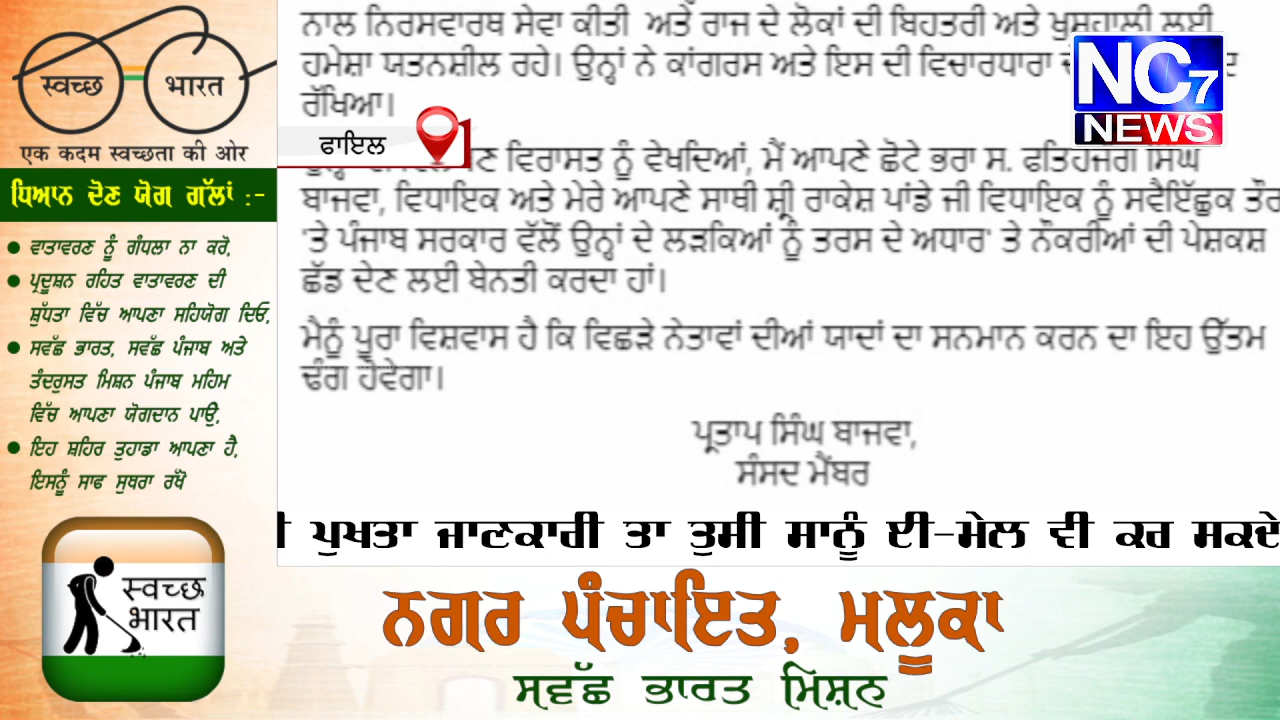 स्वच्छ भारत
एक कदम स्वच्छता की ओर
ਧਿਆਨ ਦੇਣ ਯੋਗ ਗੱਲਾਂ :-
● ਵਾਤਾਵਰਣ ਨੂੰ ਗੰਧਲਾ ਨਾ ਕਰੋ,
● ਪ੍ਰਦੂਸ਼ਨ ਰਹਿਤ ਵਾਤਾਵਰਣ ਦੀ
ਸ਼ੁੱਧਤਾ ਵਿੱਚ ਆਪਣਾ ਸਹਿਯੋਗ ਦਿਓ,
● ਸਵੱਛ ਭਾਰਤ, ਸਵੱਛ ਪੰਜਾਬ ਅਤੇ
ਤੰਦਰੁਸਤ ਮਿਸ਼ਨ ਪੰਜਾਬ ਮਹਿਮ
ਵਿੱਚ ਆਪਣਾ ਯੋਗਦਾਨ ਪਾਉ,
● ਇਹ ਸ਼ਹਿਰ ਤੁਹਾਡਾ ਆਪਣਾ ਹੈ,
ਇਸਨੂੰ ਸਾਫ ਸੁਥਰਾ ਰੱਖੋ
स्वच्छ
भारत
ਨਾਲ ਨਿਰਸਵਾਰਥ ਸੇਵਾ ਕੀਤੀ ਅਤੇ ਰਾਜ ਦੇ ਲੋਕਾਂ ਦੀ ਬਿਹਤਰੀ ਅਤੇ ਖੁਸ਼ਹਾਲੀ ਲਈ
ਹਮੇਸ਼ਾ ਯਤਨਸ਼ੀਲ ਰਹੇ। ਉਨ੍ਹਾਂ ਨੇ ਕਾਂਗਰਸ ਅਤੇ ਇਸ ਦੀ ਵਿਚਾਰਧਾਰਾ
ਰੱਖਿਆ।
NC7
NEWS
ਫਾਇਲ
ਵਿਰਾਸਤ ਨੂੰ ਵੇਖਦਿਆਂ, ਮੈਂ ਆਪਣੇ ਛੋਟੇ ਭਰਾ ਸ. ਫਤਿਹਜੰਗ ਸਿੰਘ
ਬਾਜਵਾ, ਵਿਧਾਇਕ ਅਤੇ ਮੇਰੇ ਆਪਣੇ ਸਾਥੀ ਸ਼੍ਰੀ ਰਾਕੇਸ਼ ਪਾਂਡੇ ਜੀ ਵਿਧਾਇਕ ਨੂੰ ਸਵੈਇੱਛੁਕ ਤੌਰ
'ਤੇ ਪੰਜਾਬ ਸਰਕਾਰ ਵੱਲੋਂ ਉਨ੍ਹਾਂ ਦੇ ਲੜਕਿਆਂ ਨੂੰ ਤਰਸ ਦੇ ਅਧਾਰ' ਤੇ ਨੌਕਰੀਆਂ ਦੀ ਪੇਸ਼ਕਸ਼
ਛੱਡ ਦੇਣ ਲਈ ਬੇਨਤੀ ਕਰਦਾ ਹਾਂ।
ਮੈਨੂੰ ਪੂਰਾ ਵਿਸ਼ਵਾਸ ਹੈ ਕਿ ਵਿਛੜੇ ਨੇਤਾਵਾਂ ਦੀਆਂ ਯਾਦਾਂ ਦਾ ਸਨਮਾਨ ਕਰਨ ਦਾ ਇਹ ਉੱਤਮ
ਢੰਗ ਹੋਵੇਗਾ।
ਪ੍ਰਤਾਪ ਸਿੰਘ ਬਾਜਵਾ,
ਸੰਸਦ ਮੈਂਬਰ
ਪੁਖਤਾ ਜਾਣਕਾਰੀ ਤਾ ਤੁਸੀ ਸਾਨੂੰ ਈ-ਮੇਲ ਵੀ ਕਰ ਸਕਦੇ
ਨਗਰ ਪੰਚਾਇਤ, ਮਲੂਕਾ
ਸਵੱਛ ਭਾਰਤ ਮਿਸ਼ਨ